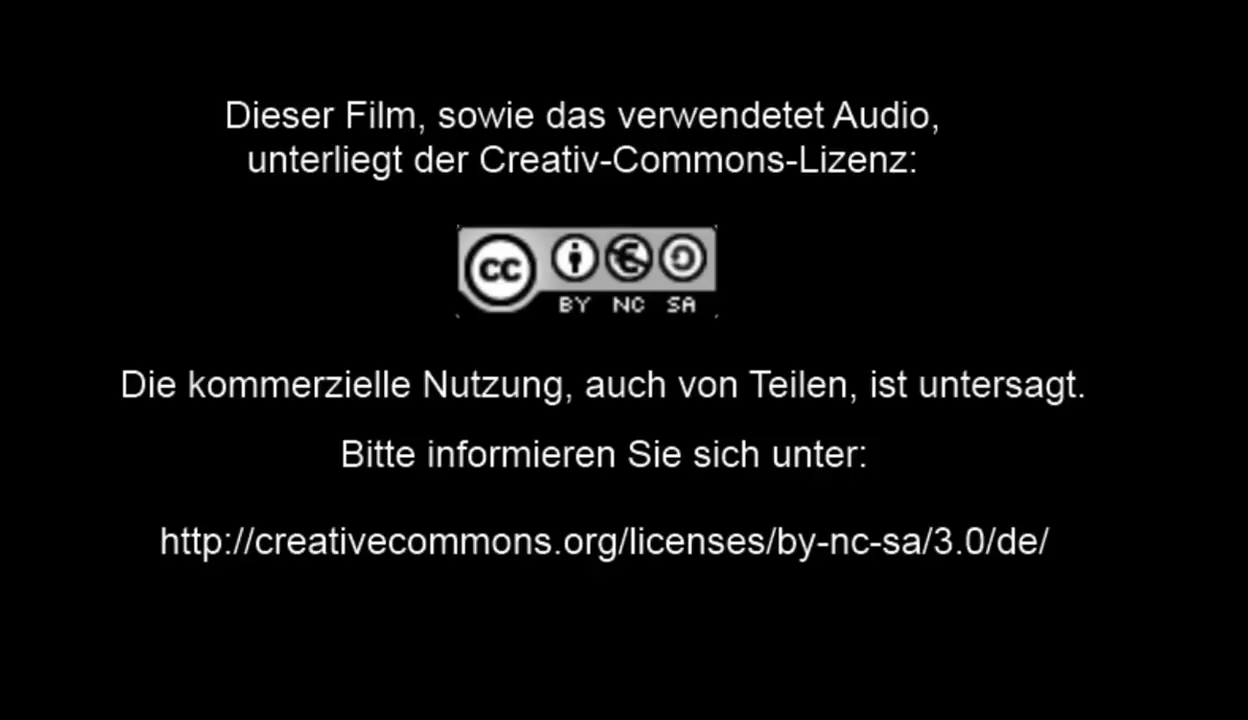 Dieser Film, sowie das verwendetet Audio,
unterliegt der Creativ-Commons-Lizenz:
cc
BY NC SA
Die kommerzielle Nutzung, auch von Teilen, ist untersagt.
Bitte informieren Sie sich unter:
http://creativecommons.org/licenses/by-nc-sa/3.0/de/